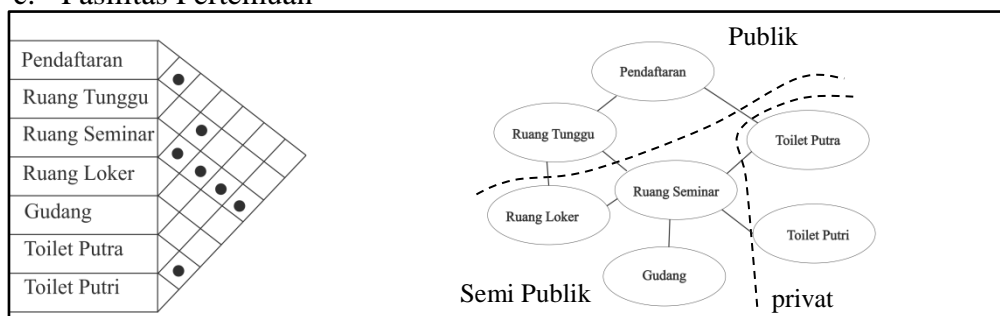 c. Fasilitas Pertemuan
Pendaftaran
Ruang Tunggu
Ruang Seminar
Ruang Loker
Gudang
Toilet Putra
Toilet Putri
Publik
Pendaftaran
Ruang Tunggu
Toilet Putra
Ruang Seminar
Ruang Loker
Toilet Putri
Gudang
Semi Publik
privat